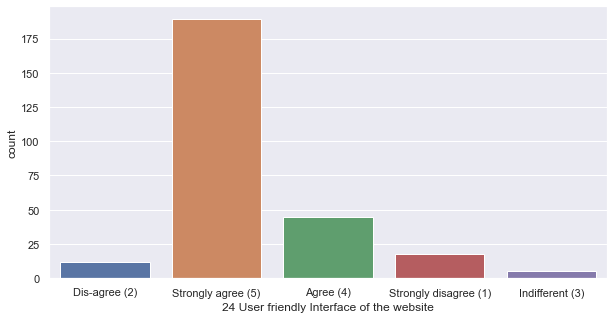 175
150
125
100
75
50
25
0
count
Dis-agree (2) Strongly agree (5) Agree (4) Strongly disagree (1) Indifferent (3)
24 User friendly Interface of the website